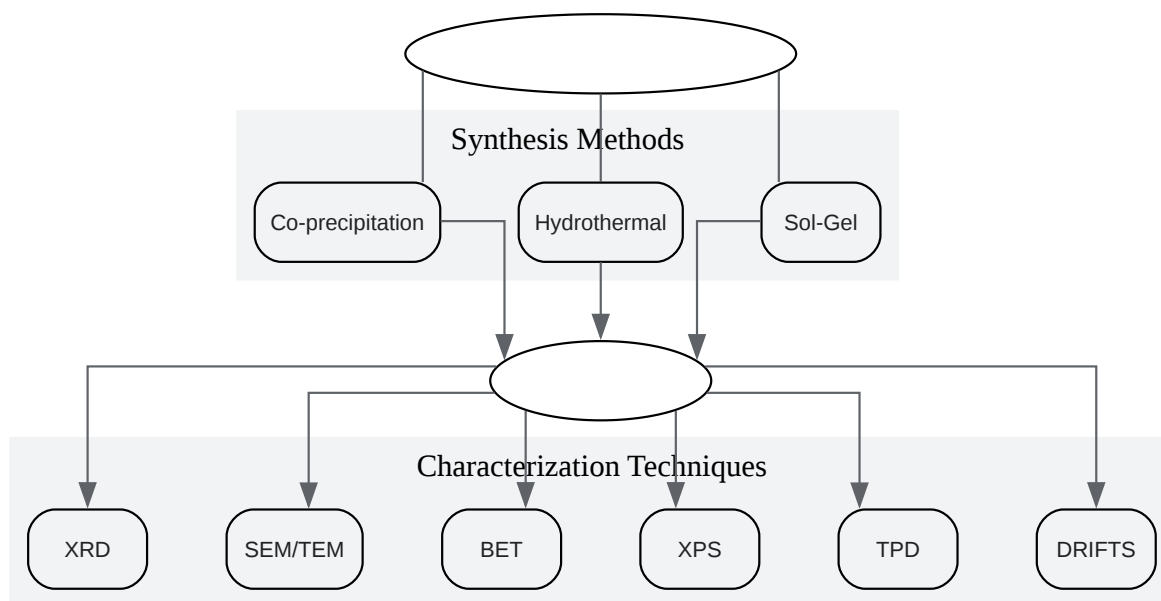 Synthesis Methods
Co-precipitation
Hydrothermal
Sol-Gel
Characterization Techniques
XRD
SEM/TEM
BET
XPS
TPD
DRIFTS